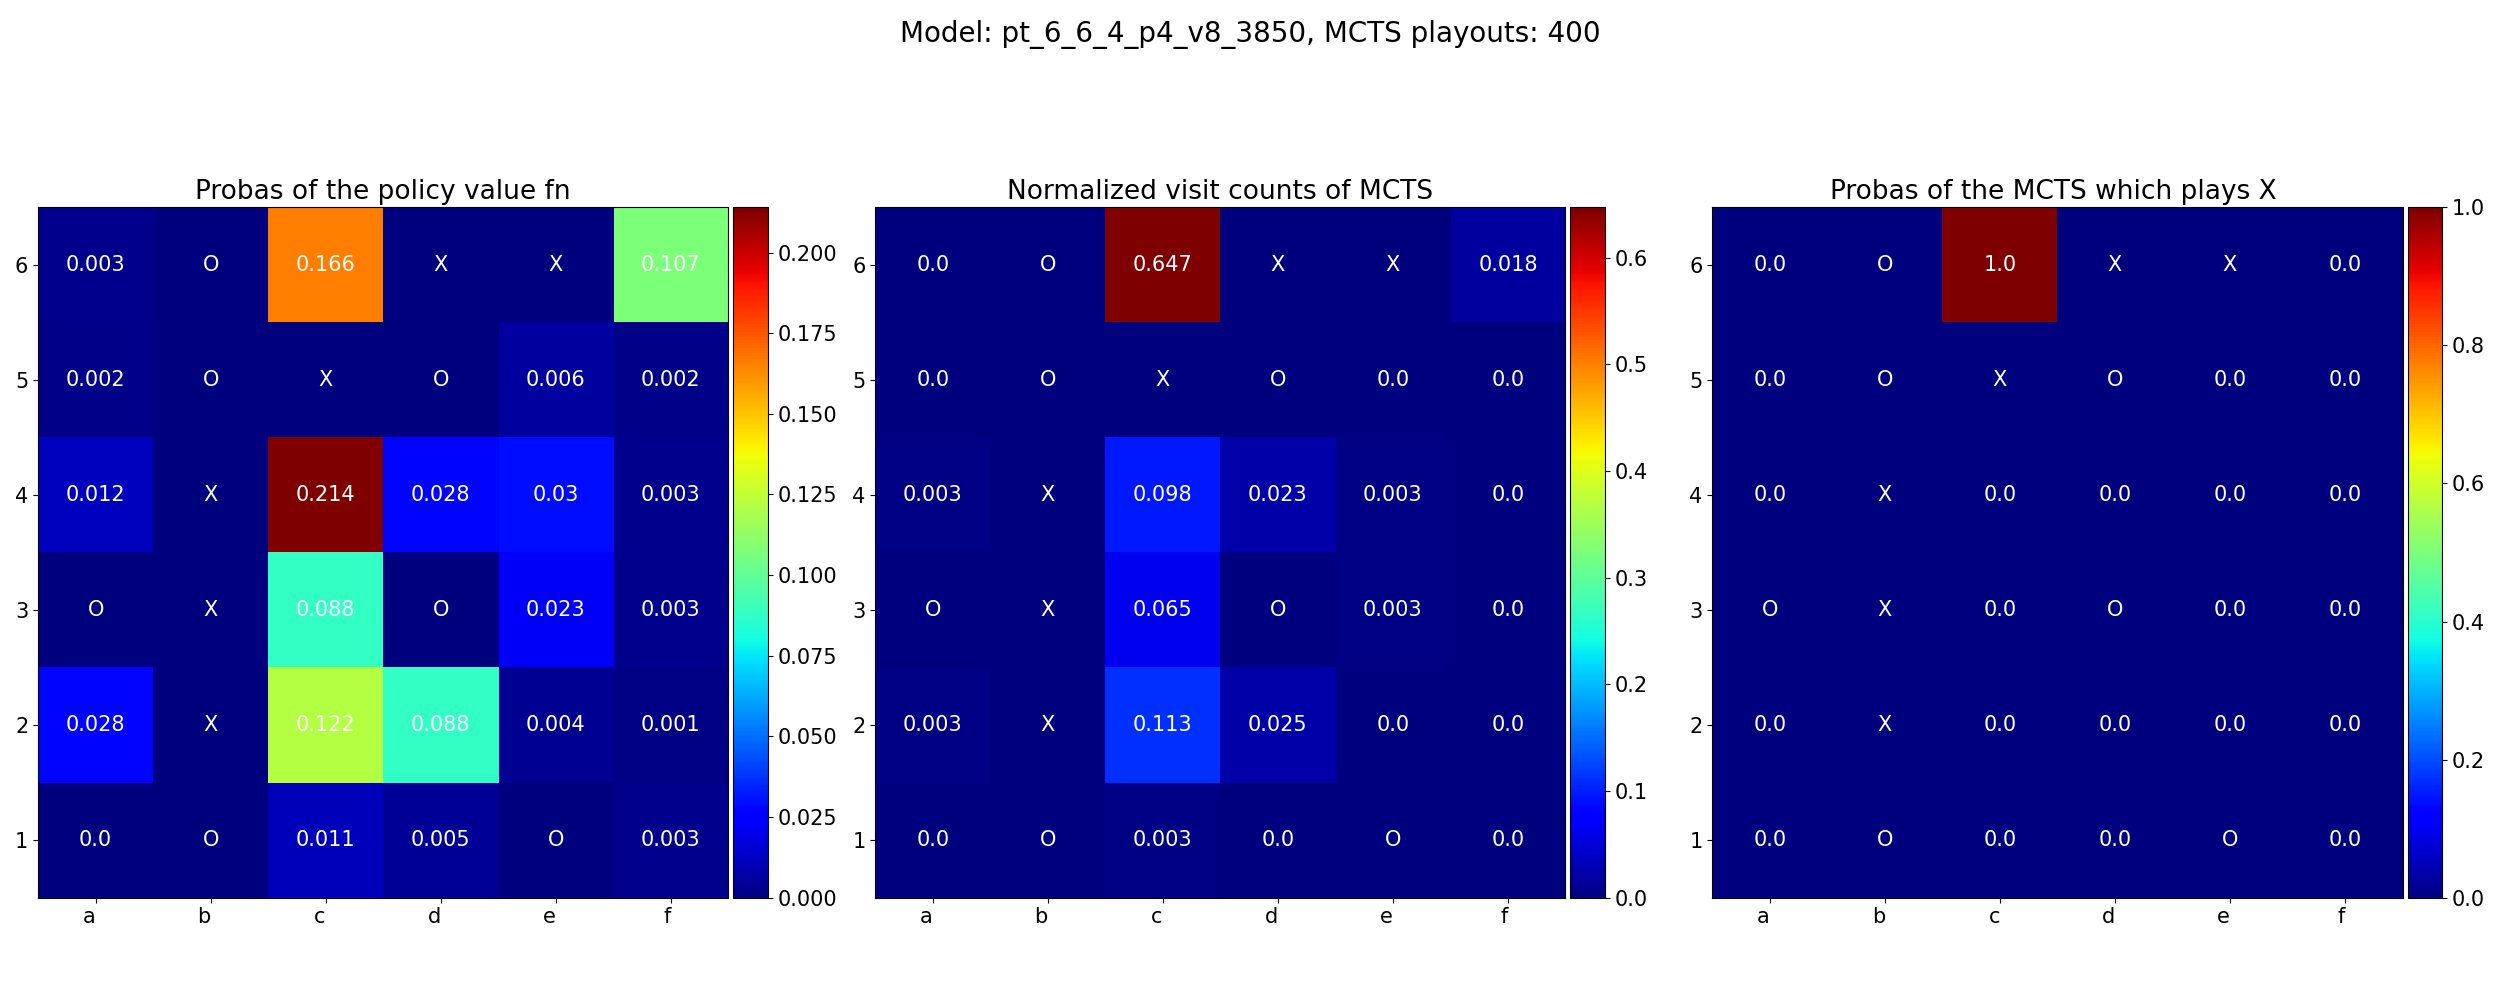 Model: pt_6_6_4_p4_v8_3850, MCTS playouts: 400
Probas of the policy value fn
6 0.003 O 0.166 X X 0.107
5 0.002 O X O 0.006 0.002
4 0.012 X 0.214 0.028 0.03 0.003
3 O X 0.088 O 0.023 0.003
2 0.028 X 0.122 0.088 0.004 0.001
1 0.0 O 0.011 0.005 O 0.003
a b c d e f
0.200
0.175
0.150
0.125
0.100
0.075
0.050
0.025
0.000
Normalized visit counts of MCTS
6 0.0 O 0.647 X X 0.018
5 0.0 O X O 0.0 0.0
4 0.003 X 0.098 0.023 0.003 0.0
3 O X 0.065 O 0.003 0.0
2 0.003 X 0.113 0.025 0.0 0.0
1 0.0 O 0.003 0.0 O 0.0
a b c d e f
0.6
0.5
0.4
0.3
0.2
0.1
0.0
Probas of the MCTS which plays X
6 0.0 O 1.0 X X 0.0
5 0.0 O X O 0.0 0.0
4 0.0 X 0.0 0.0 0.0 0.0
3 O X 0.0 O 0.0 0.0
2 0.0 X 0.0 0.0 0.0 0.0
1 0.0 O 0.0 0.0 O 0.0
a b c d e f
1.0
0.8
0.6
0.4
0.2
0.0